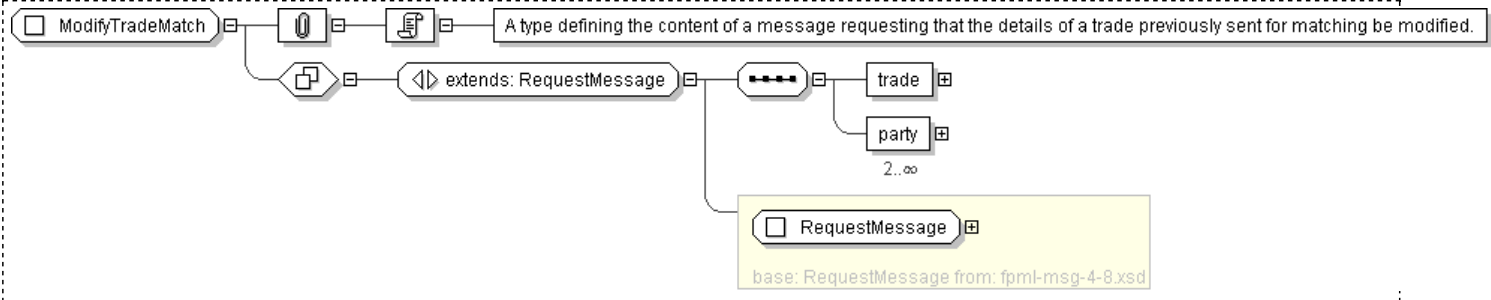 ModifyTradeMatch
A type defining the content of a message requesting that the details of a trade previously sent for matching be modified.
extends: RequestMessage
trade
party
2..∞
RequestMessage
base: RequestMessage from: fpml-msg-4-8.xsd